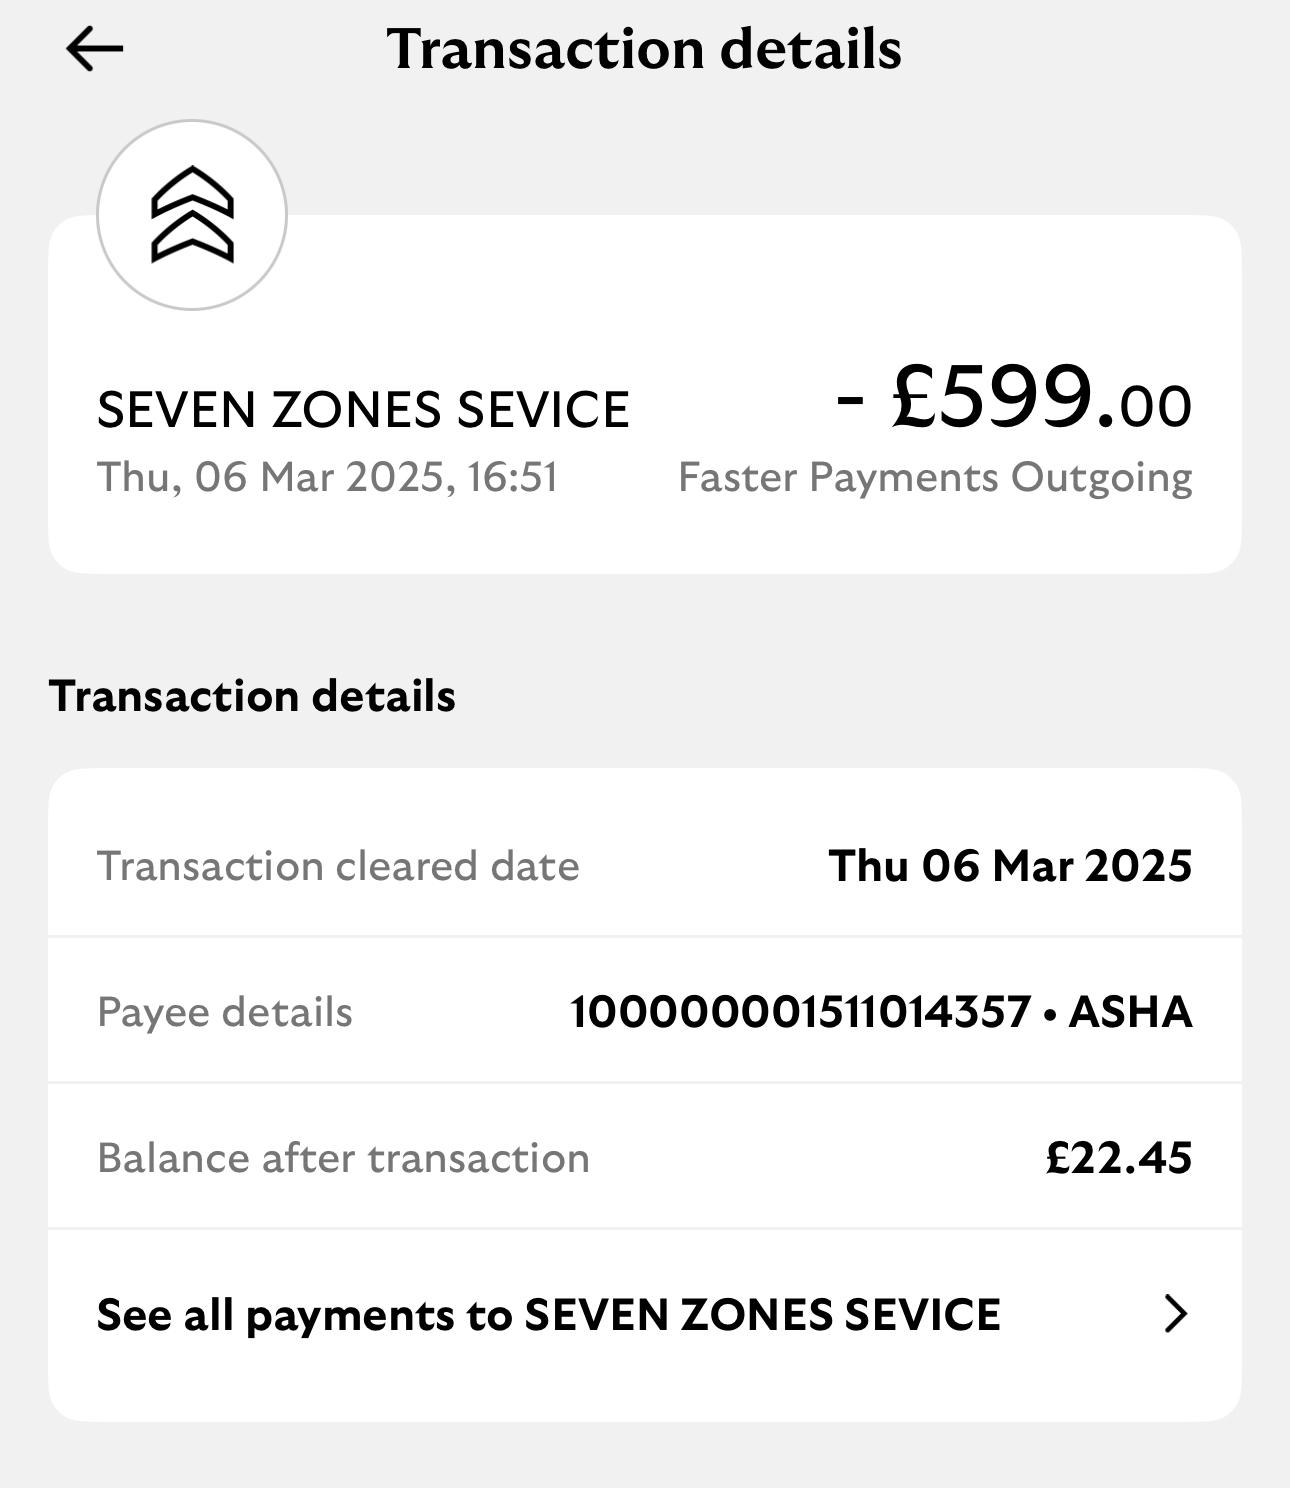 Transaction details
SEVEN ZONES SEVICE
- £599.00
Thu, 06 Mar 2025, 16:51
Faster Payments Outgoing
Transaction details
Transaction cleared date
Thu 06 Mar 2025
Payee details
100000001511014357 • ASHA
Balance after transaction
£22.45
See all payments to SEVEN ZONES SEVICE